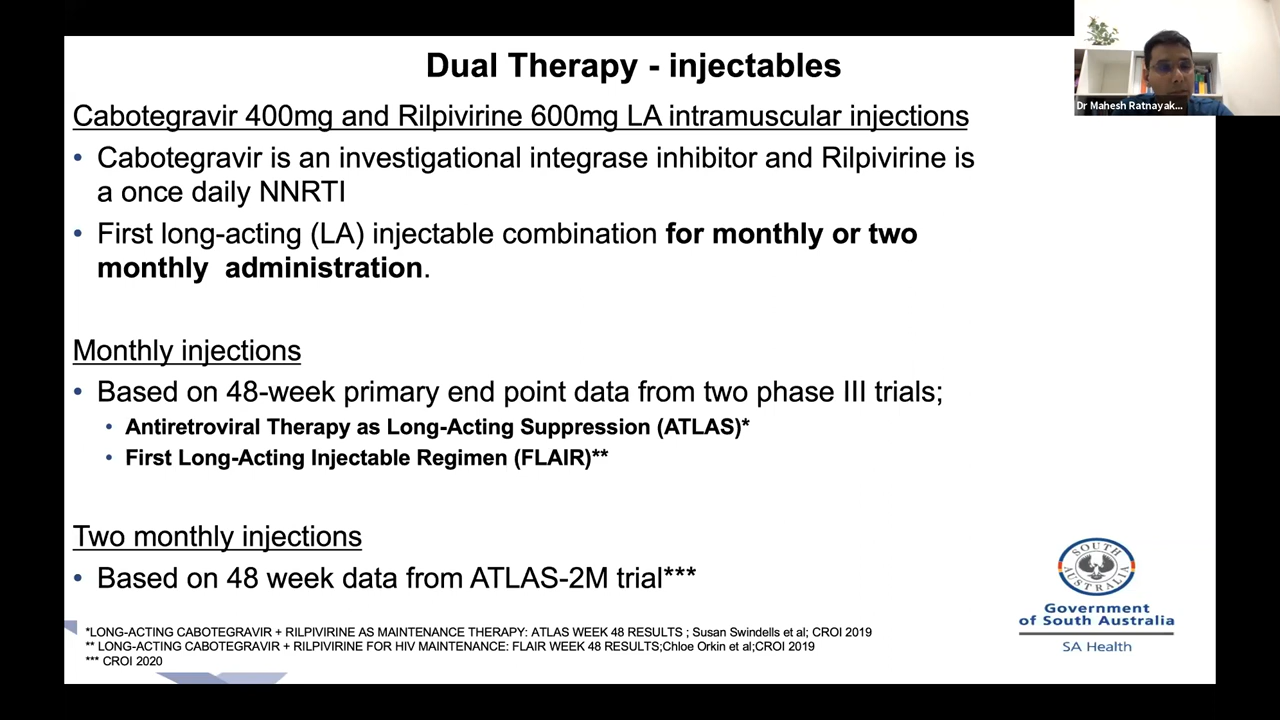 Dual Therapy - injectables
Dr Mahesh Ratnayak...
Cabotegravir 400mg and Rilpivirine 600mg LA intramuscular injections
• Cabotegravir is an investigational integrase inhibitor and Rilpivirine is
a once daily NNRTI
• First long-acting (LA) injectable combination for monthly or two
monthly administration.
Monthly injections
• Based on 48-week primary end point data from two phase III trials;
• Antiretroviral Therapy as Long-Acting Suppression (ATLAS)*
• First Long-Acting Injectable Regimen (FLAIR)**
Two monthly injections
• Based on 48 week data from ATLAS-2M trial***
*LONG-ACTING CABOTEGRAVIR + RILPIVIRINE AS MAINTENANCE THERAPY: ATLAS WEEK 48 RESULTS ; Susan Swindells et al; CROI 2019
** LONG-ACTING CABOTEGRAVIR + RILPIVIRINE FOR HIV MAINTENANCE: FLAIR WEEK 48 RESULTS;Chloe Orkin et al;CROI 2019
*** CROI 2020
SOUTH
AUSTRALIA
Government
of South Australia
SA Health